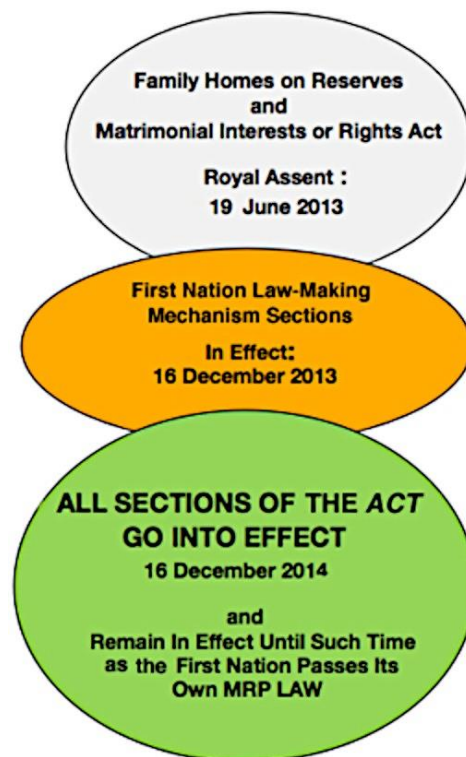 Family Homes on Reserves
and
Matrimonial Interests or Rights Act
Royal Assent :
19 June 2013
First Nation Law-Making
Mechanism Sections
In Effect:
16 December 2013
ALL SECTIONS OF THE ACT
GO INTO EFFECT
16 December 2014
and
Remain In Effect Until Such Time
as the First Nation Passes Its
Own MRP LAW